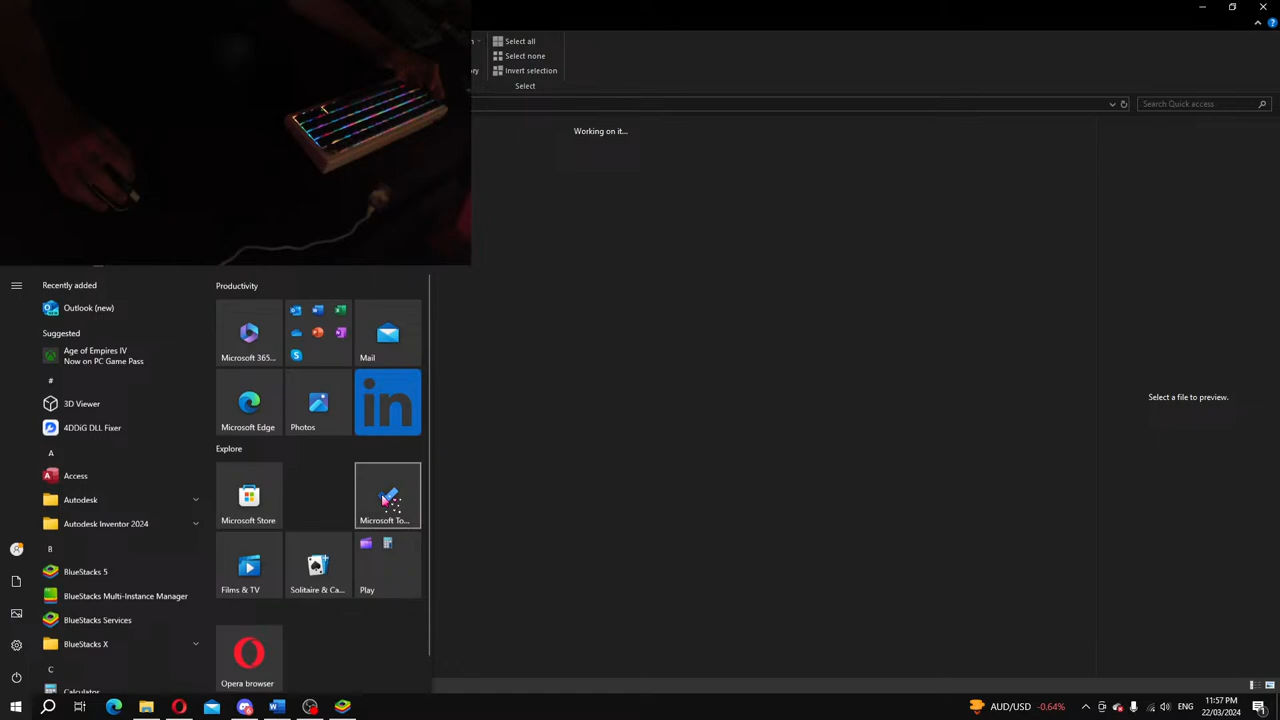 Select all
Select none
ry
Invert selection
Select
Search Quick access
Working on it...
Select a file to preview.
Recently added
Outlook (new)
Suggested
Age of Empires IV
Now on PC Game Pass
#
3D Viewer
4DDiG DLL Fixer
A
Access
Autodesk
Autodesk Inventor 2024
B
BlueStacks 5
BlueStacks Multi-Instance Manager
BlueStacks Services
BlueStacks X
C
Calculator
Productivity
Microsoft 365...
Mail
Microsoft Edge
Photos
in
Explore
Microsoft Store
Microsoft To...
Films & TV
Solitaire & Ca...
Play
Opera browser
AUD/USD -0.64%
ENG
11:57 PM
22/03/2024